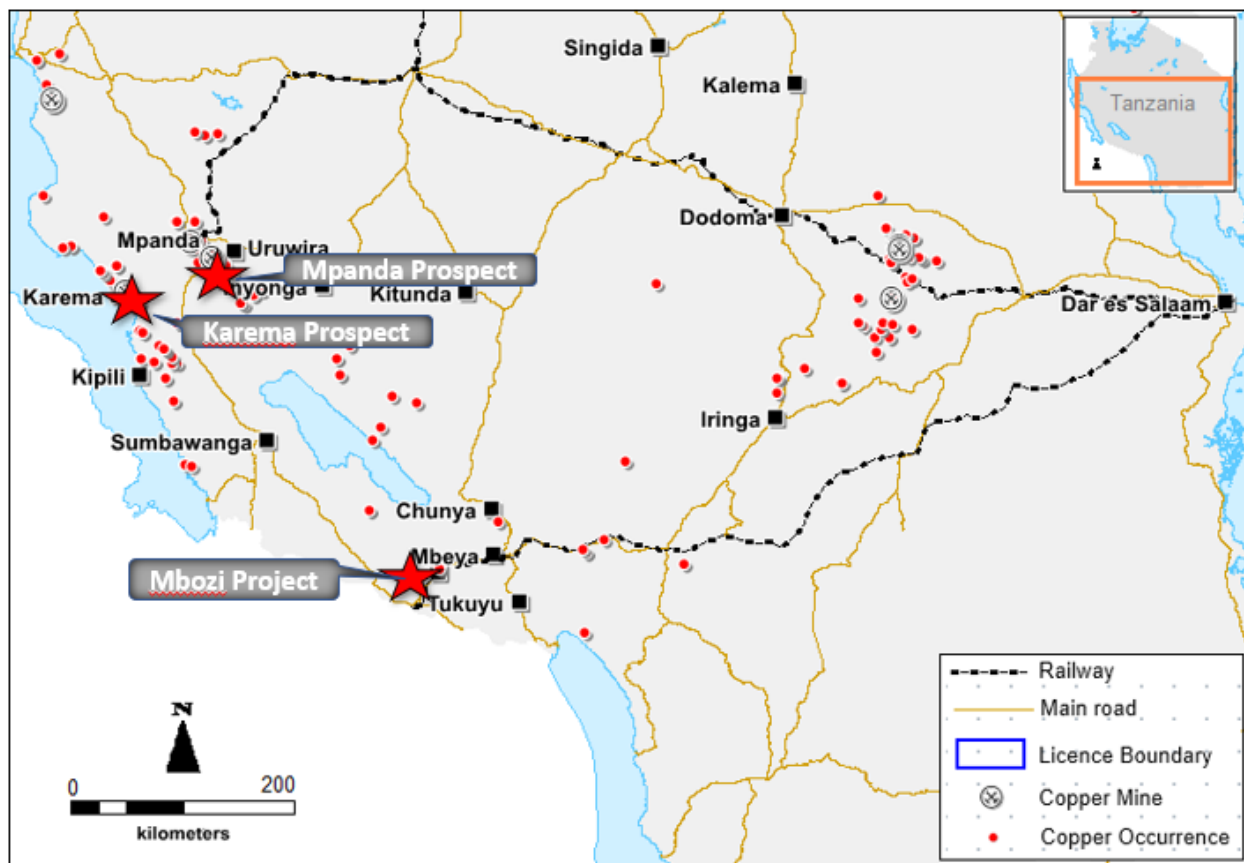 Singida
Kalema
Tanzania
Dodoma
Mpanda
Uruwira
Mpanda Prospect
nyonga
Kitunda
Karema
Karema Prospect
Dar es Salaam
Kipili
Iringa
Sumbawanga
Chunya
Mbeya
Mbozi Project
Tukuyu
N
0 200
kilometers
Railway
Main road
Licence Boundary
Copper Mine
Copper Occurrence